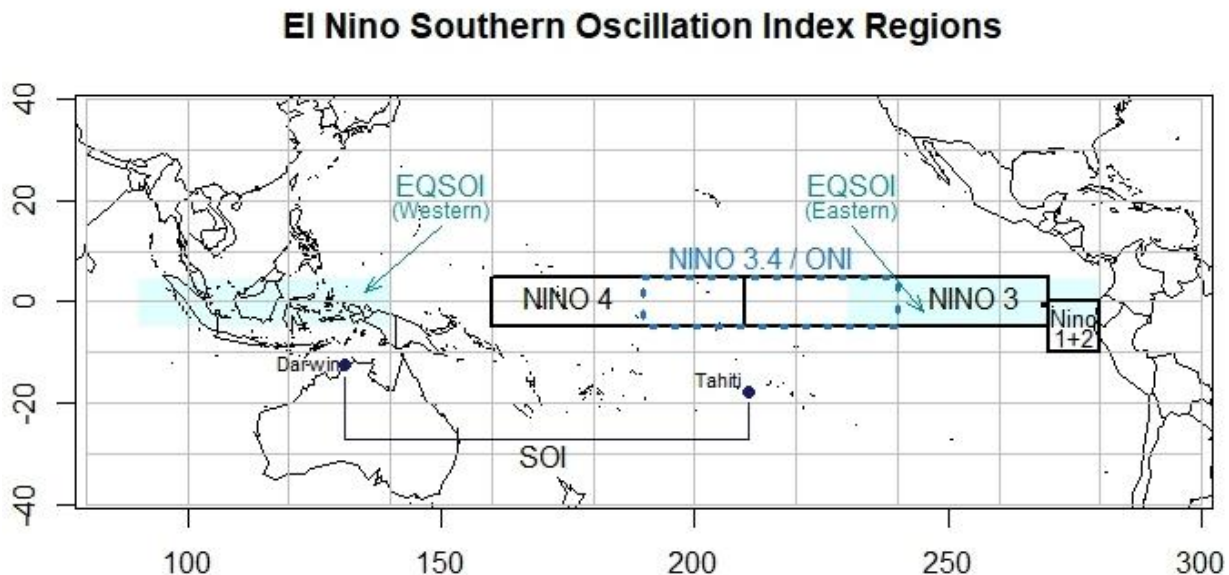 El Nino Southern Oscillation Index Regions
40
20
0
-20
-40
EQSOI
(Western)
EQSOI
(Eastern)
NINO 3.4 / ONI
NINO 4
NINO 3
Nino
1+2
Darwin
Tahiti
SOI
100
150
200
250
300